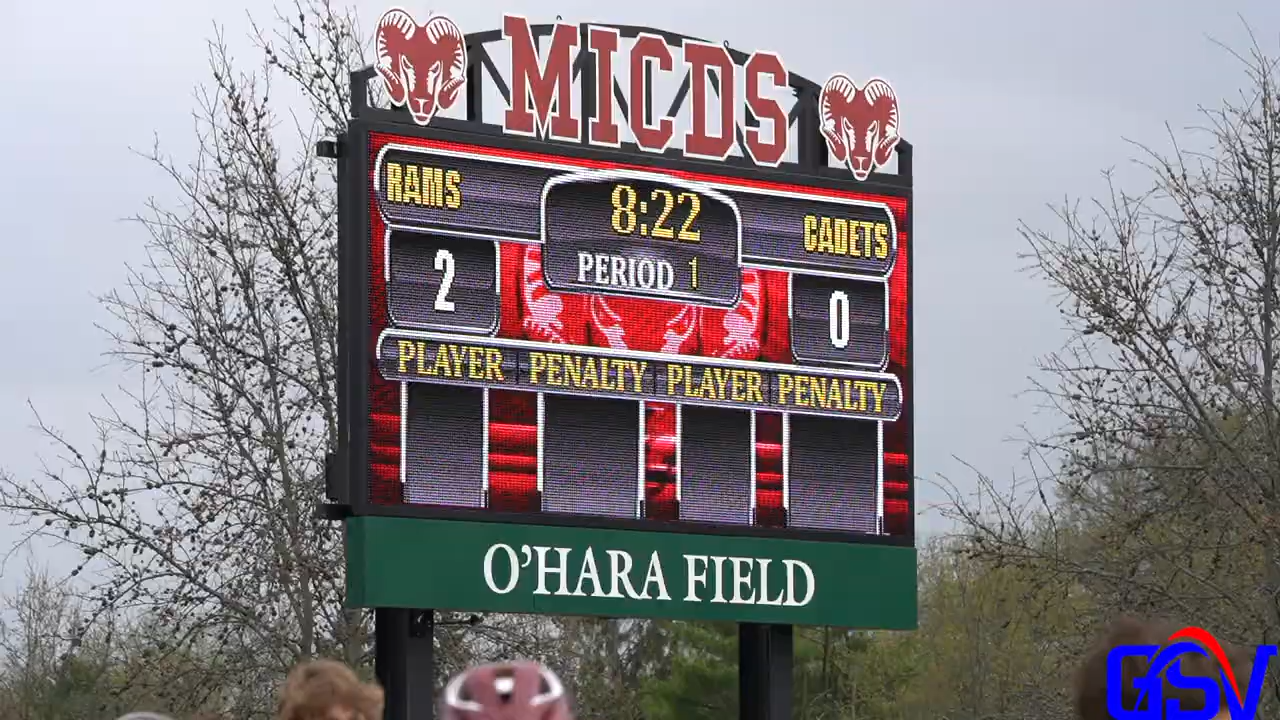 MICDS
RAMS 8:22 CADETS
2 PERIOD 1 0
PLAYER PENALTY PLAYER PENALTY
O'HARA FIELD
GSV